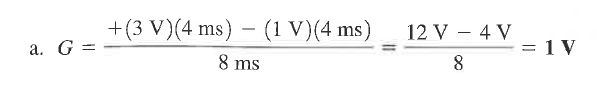 a. G = +(3 V)(4 ms) − (1 V)(4 ms) / 8 ms = 12 V − 4 V / 8 = 1 V